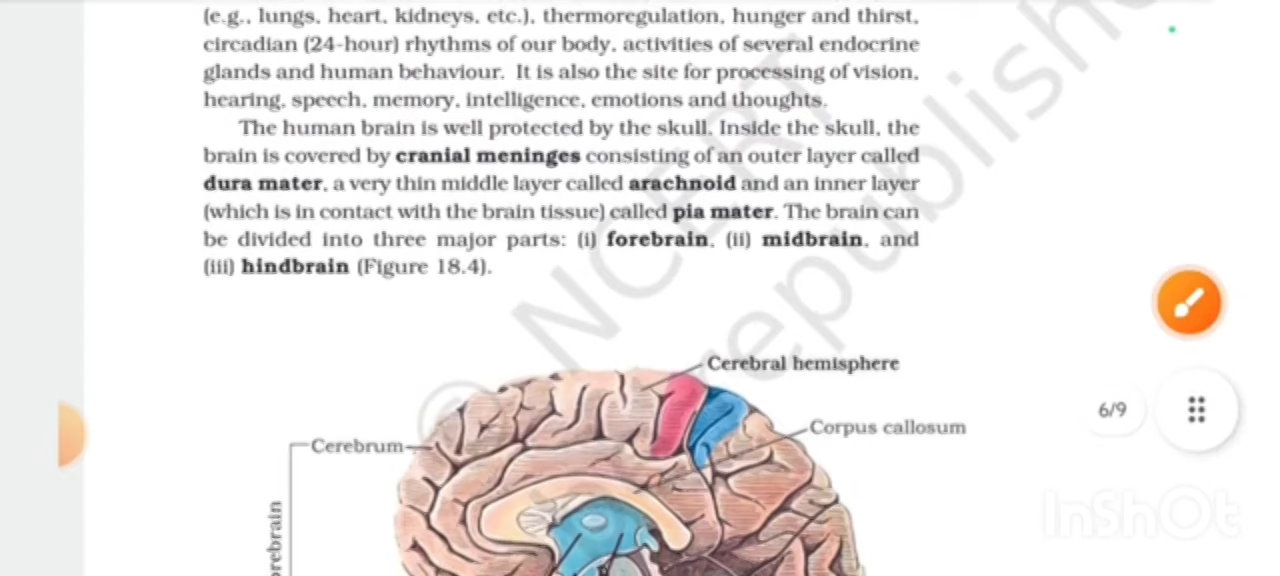 (e.g., lungs, heart, kidneys, etc.), thermoregulation, hunger and thirst,
circadian (24-hour) rhythms of our body, activities of several endocrine
glands and human behaviour. It is also the site for processing of vision,
hearing, speech, memory, intelligence, emotions and thoughts.
The human brain is well protected by the skull. Inside the skull, the
brain is covered by cranial meninges consisting of an outer layer called
dura mater, a very thin middle layer called arachnoid and an inner layer
(which is in contact with the brain tissue) called pia mater. The brain can
be divided into three major parts: (i) forebrain, (ii) midbrain, and
(iii) hindbrain (Figure 18.4).
© NCERT
republish
Cerebral hemisphere
6/9
Corpus callosum
Cerebrum
InShOt